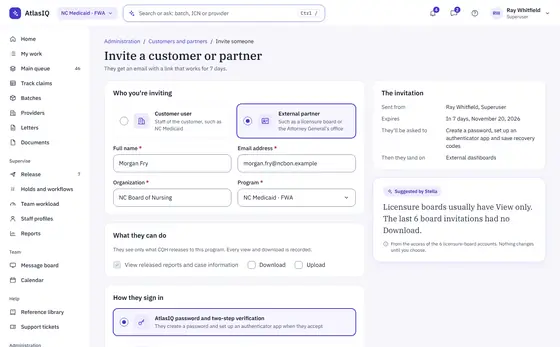 AtlasIQ
NC Medicaid - FWA
Search or ask: batch, ICN or provider
Ctrl /
4
2
RW
Ray Whitfield
Superuser
Home
My work
Main queue
Track claims
Batches
Providers
Letters
Documents
Supervise
Release
7
Holds and workflows
Team workload
Staff profiles
Reports
Team
Message board
Calendar
Help
Reference library
Support tickets
Administration
Administration / Customers and partners / Invite someone
Invite a customer or partner
They get an email with a link that works for 7 days.
Who you're inviting
Customer user
Staff of the customer, such as
NC Medicaid
External partner
Such as a licensure board or
the Attorney General's office
Full name *
Morgan Fry
Email address *
morgan.fry@ncbon.example
Organization *
NC Board of Nursing
Program *
NC Medicaid - FWA
What they can do
They see only what CQH releases to this program. Every view and download is recorded.
View released reports and case information
Download
Upload
How they sign in
AtlasIQ password and two-step verification
They create a password and set up an authenticator app when they accept
The invitation
Sent from
Ray Whitfield, Superuser
Expires
In 7 days, November 20, 2026
They'll be asked to
Create a password, set up an
authenticator app and save recovery
codes
Then they land on
External dashboards
Suggested by Stella
Licensure boards usually have View only.
The last 6 board invitations had no
Download.
From the access of the 6 licensure-board accounts. Nothing changes
until you choose.